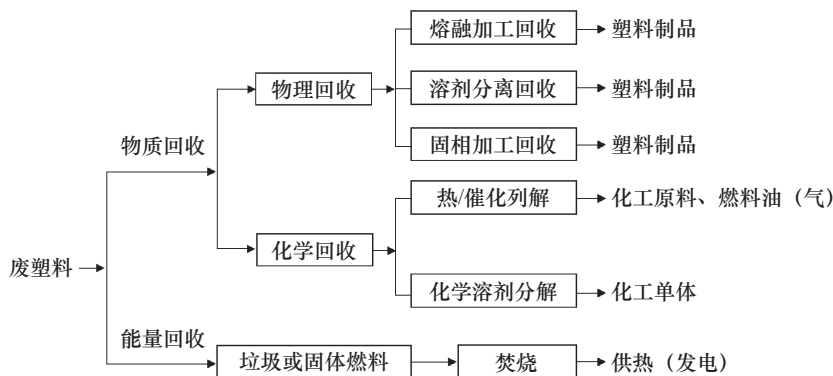 熔融加工回收
塑料制品
物理回收
溶剂分离回收
塑料制品
物质回收
固相加工回收
塑料制品
热/催化列解
化工原料、燃料油（气）
化学回收
废塑料
化学溶剂分解
化工单体
能量回收
垃圾或固体燃料
焚烧
供热（发电）